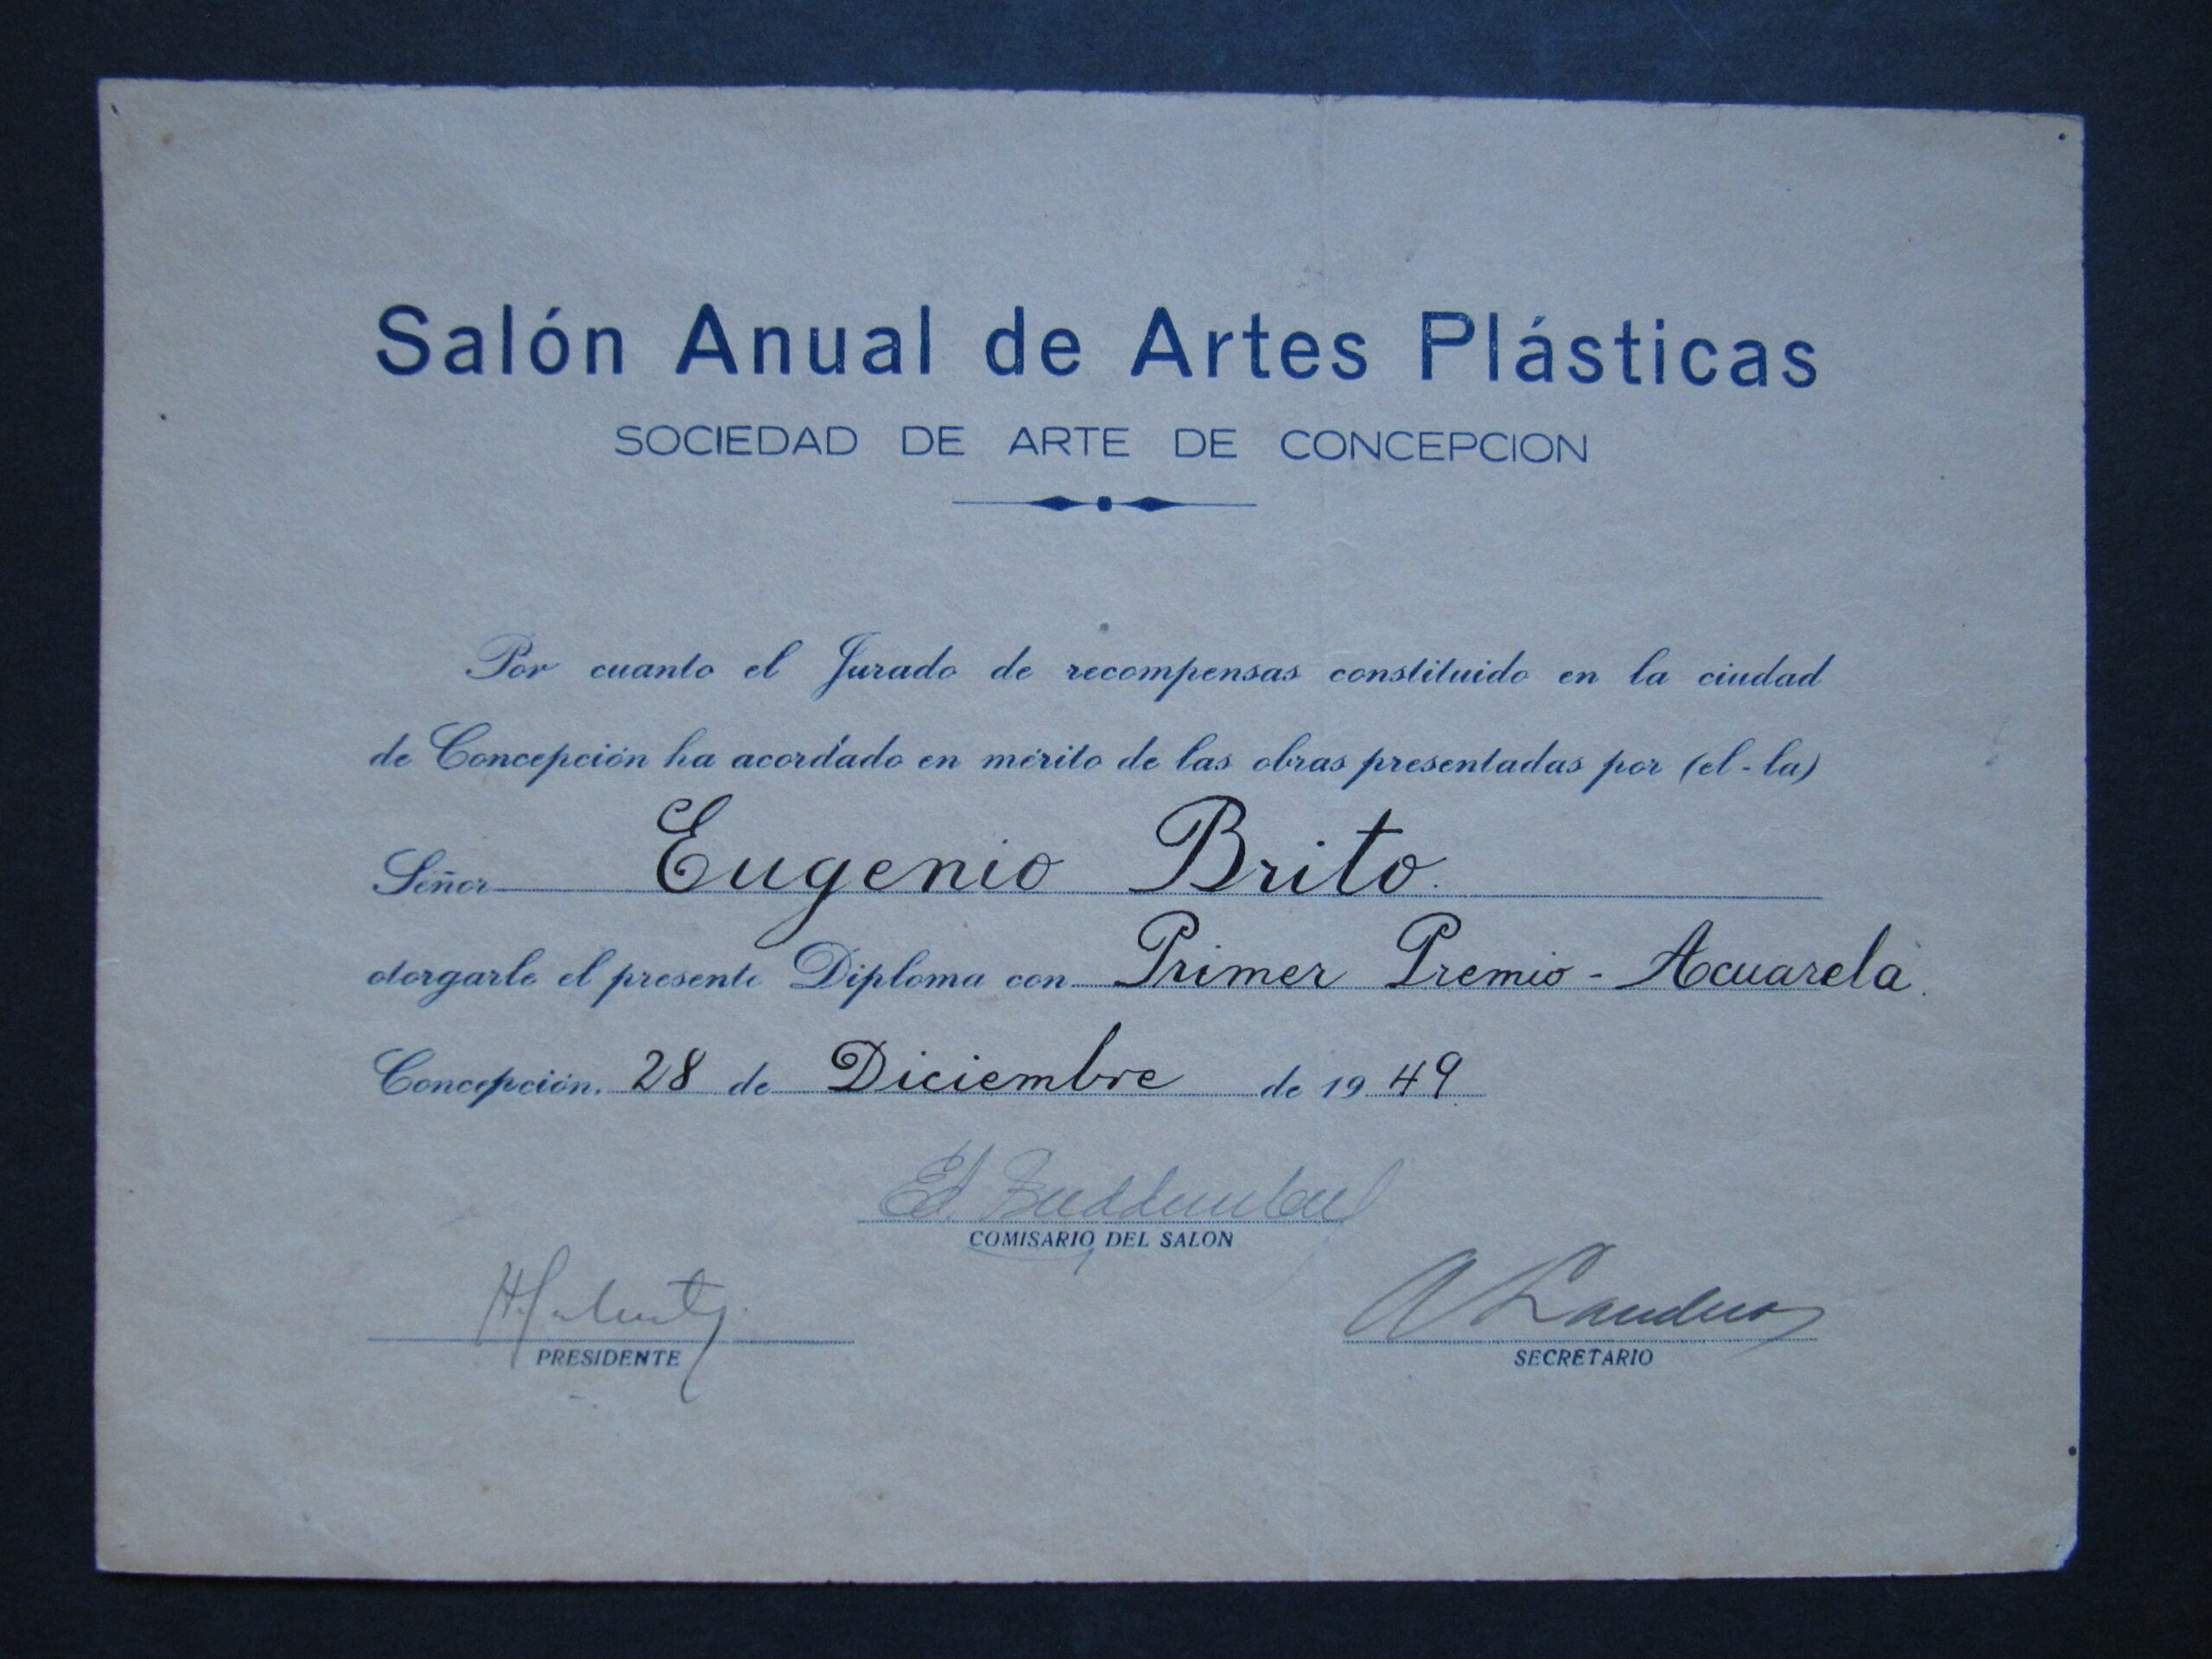 Salón Anual de Artes Plásticas
SOCIEDAD DE ARTE DE CONCEPCION
Por cuanto el Jurado de recompensas constituido en la ciudad
de Concepción ha acordado en mérito de las obras presentadas por (el-la)
Señor Eugenio Brito.
otorgarle el presente Diploma con Primer Premio - Acuarela.
Concepción, 28 de Diciembre de 1949
COMISARIO DEL SALON
PRESIDENTE
SECRETARIO